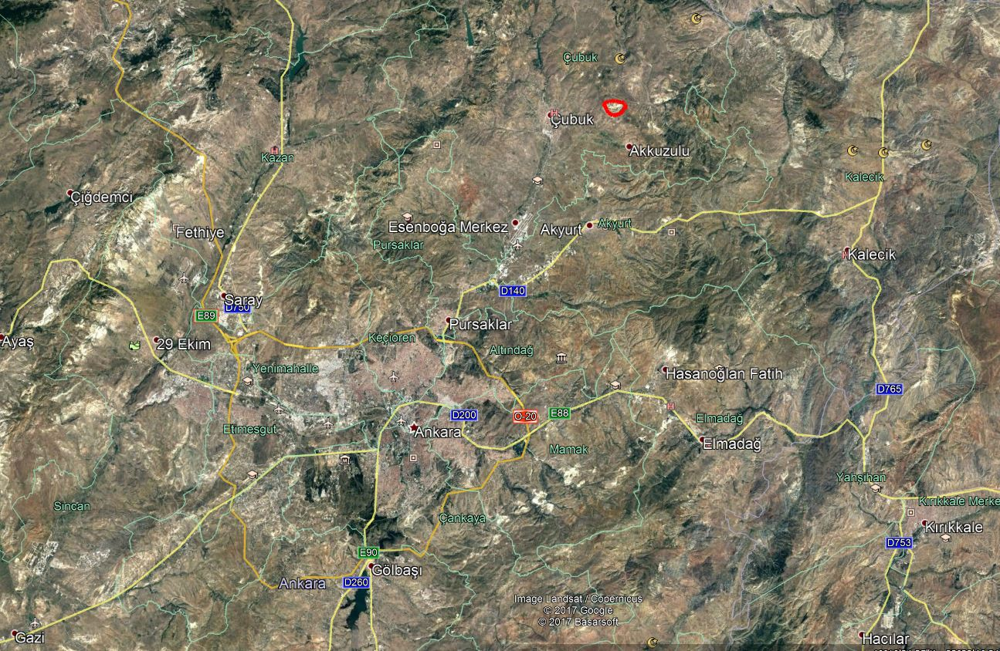 Çubuk
Çubuk
Akkuzulu
Kazan
Kalecik
Çiğdemci
Esenboğa Merkez
Akyurt
Akyurt
Fethiye
Pursaklar
Kalecik
D140
Saray
D750
E89
Pursaklar
Ayaş
29 Ekim
Keçiören
Altındağ
Yenimahalle
Hasanoğlan Fatih
D765
D200
O-20
E88
Etimesgut
Ankara
Elmadağ
Mamak
Elmadağ
Yahşihan
Sincan
Çankaya
Kırıkkale Merke
Kırıkkale
D753
E90
Gölbaşı
Ankara
D260
Image Landsat / Copernicus
© 2017 Google
© 2017 Basarsoft
Gazi
Hacılar